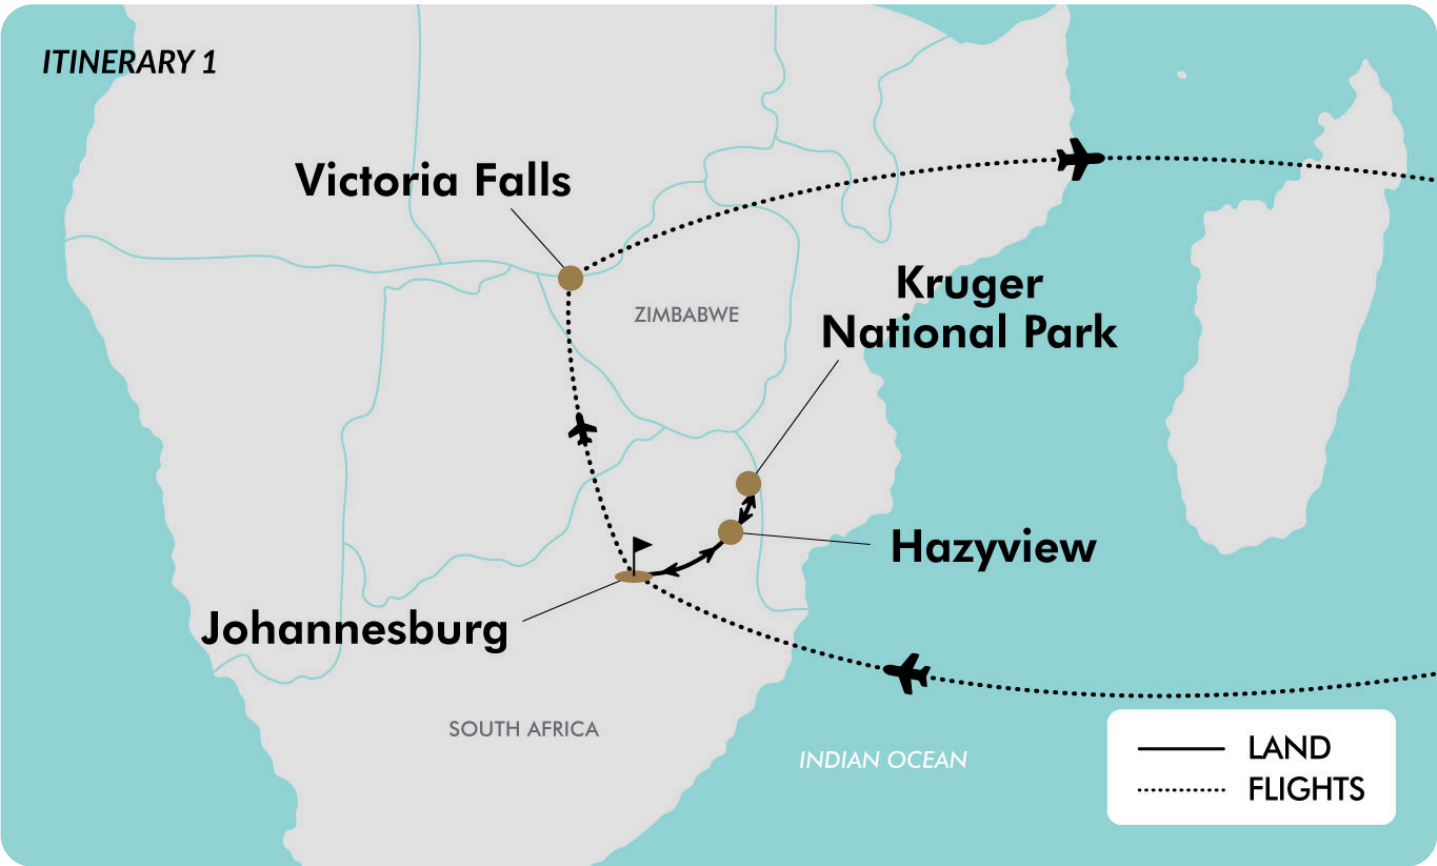 ITINERARY 1
Victoria Falls
Kruger
National Park
ZIMBABWE
Hazyview
Johannesburg
SOUTH AFRICA
INDIAN OCEAN
LAND
FLIGHTS